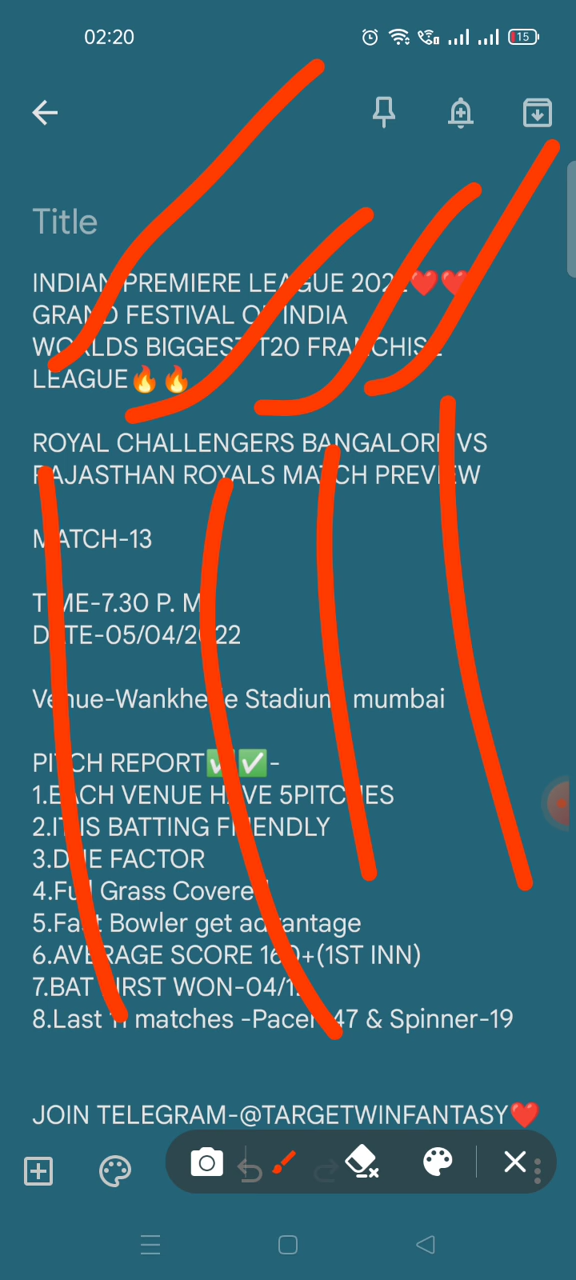 02:20
15
Title
INDIAN PREMIERE LEAGUE 2022❤️❤️
GRAND FESTIVAL OF INDIA
WORLDS BIGGEST T20 FRANCHISE
LEAGUE🔥🔥
ROYAL CHALLENGERS BANGALORE VS
RAJASTHAN ROYALS MATCH PREVIEW
MATCH-13
TIME-7.30 P. M
DATE-05/04/2022
Venue-Wankhede Stadium, mumbai
PITCH REPORT✅✅-
1.EACH VENUE HAVE 5PITCHES
2.IT IS BATTING FRIENDLY
3.DUE FACTOR
4.Full Grass Covered
5.Fast Bowler get advantage
6.AVERAGE SCORE 160+(1ST INN)
7.BAT FIRST WON-
8.Last 11 matches -Pacer-47 & Spinner-19
JOIN TELEGRAM-@TARGETWINFANTASY❤️